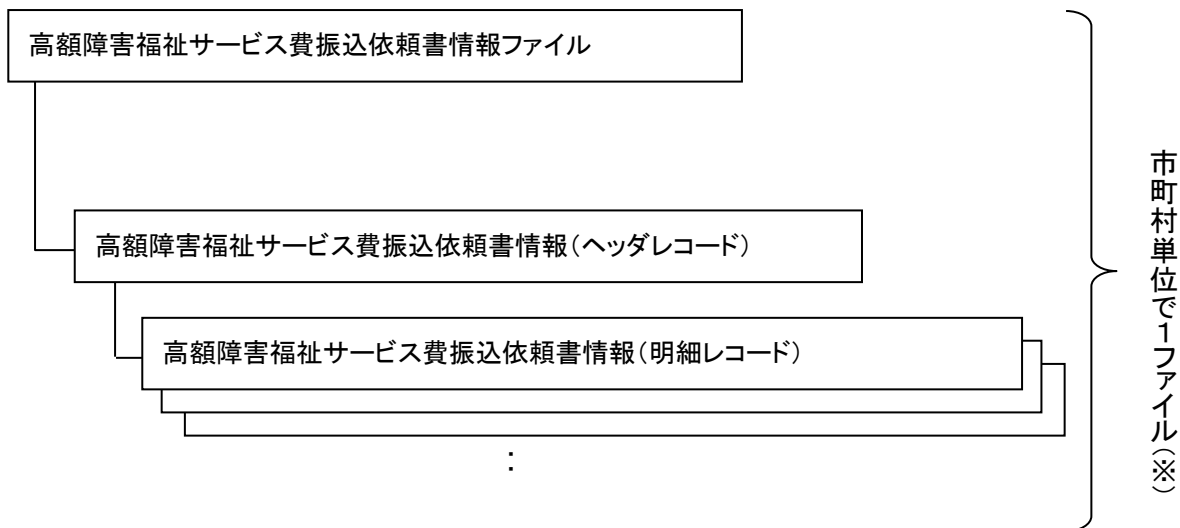 高額障害福祉サービス費振込依頼書情報ファイル
高額障害福祉サービス費振込依頼書情報(ヘッダレコード)
高額障害福祉サービス費振込依頼書情報(明細レコード)
:
市町村単位で1ファイル(※)